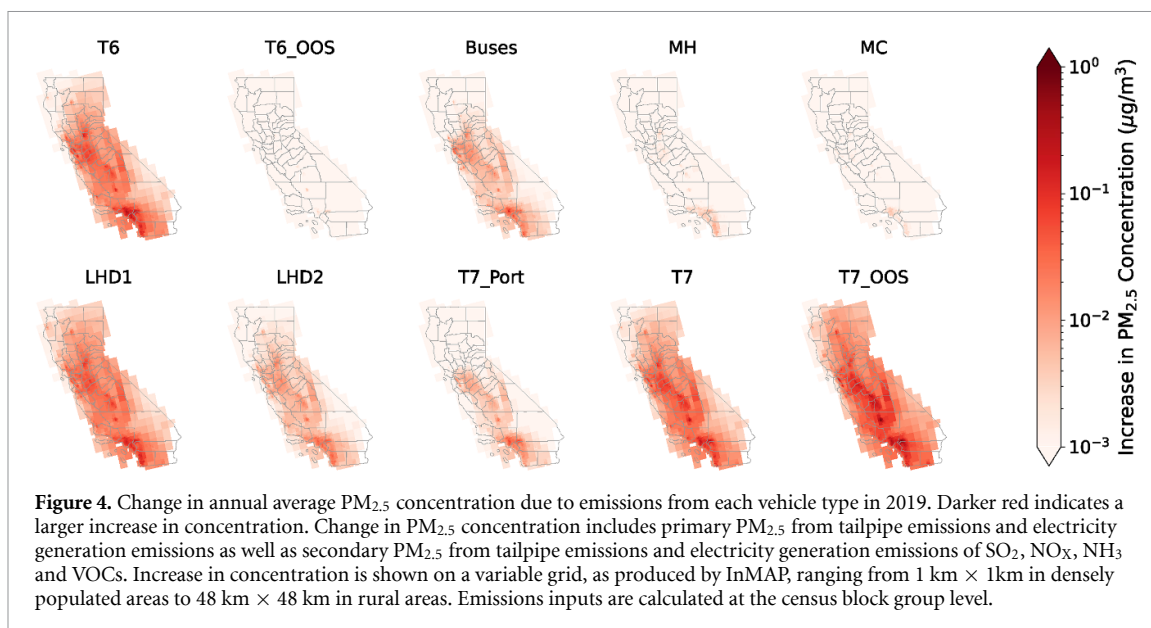 T6 T6_OOS Buses MH MC
LHD1 LHD2 T7_Port T7 T7_OOS
10⁰
10⁻¹
10⁻²
10⁻³
Increase in PM₂.₅ Concentration (μg/m³)
Figure 4. Change in annual average PM₂.₅ concentration due to emissions from each vehicle type in 2019. Darker red indicates a
larger increase in concentration. Change in PM₂.₅ concentration includes primary PM₂.₅ from tailpipe emissions and electricity
generation emissions as well as secondary PM₂.₅ from tailpipe emissions and electricity generation emissions of SO₂, NOₓ, NH₃
and VOCs. Increase in concentration is shown on a variable grid, as produced by InMAP, ranging from 1 km × 1km in densely
populated areas to 48 km × 48 km in rural areas. Emissions inputs are calculated at the census block group level.